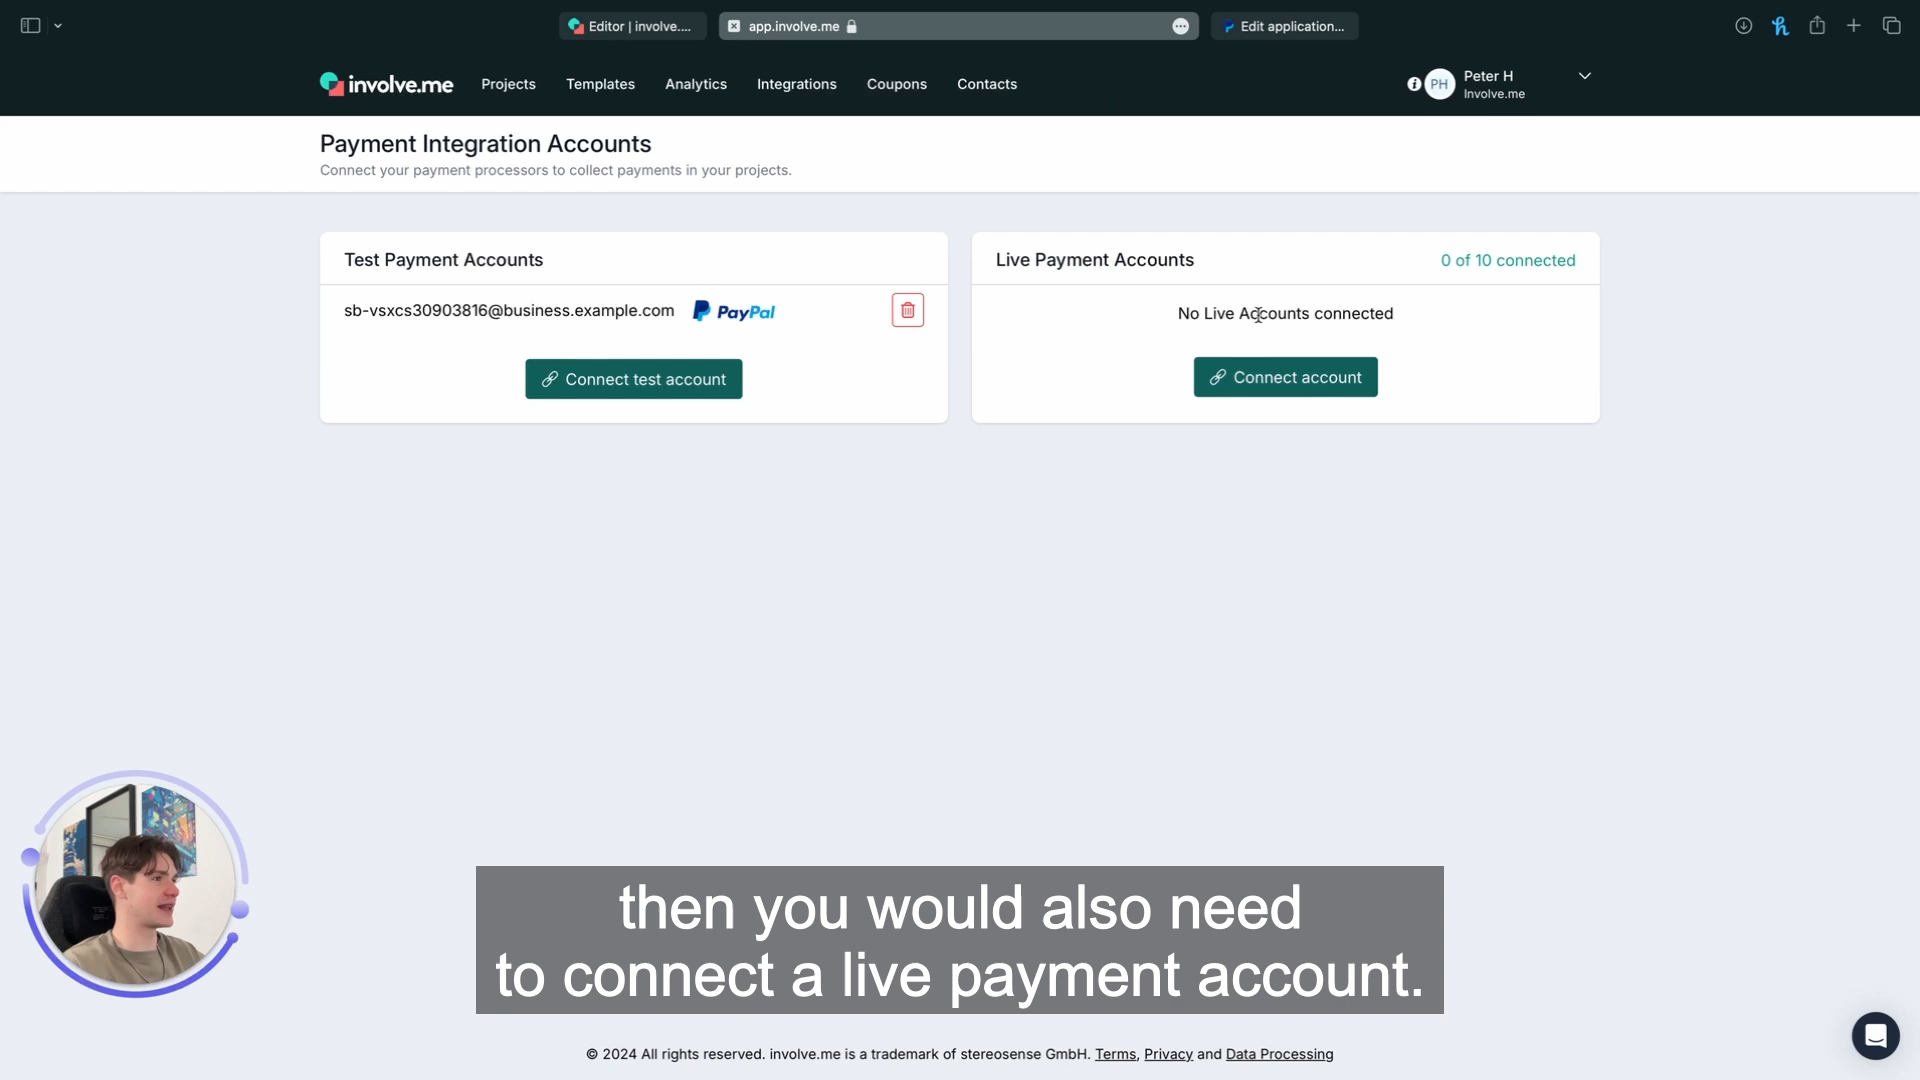 Editor | involve....
app.involve.me
Edit application...
involve.me
Projects
Templates
Analytics
Integrations
Coupons
Contacts
PH
Peter H
Involve.me
Payment Integration Accounts
Connect your payment processors to collect payments in your projects.
Test Payment Accounts
sb-vsxcs30903816@business.example.com
PayPal
Connect test account
Live Payment Accounts
0 of 10 connected
No Live Accounts connected
Connect account
then you would also need
to connect a live payment account.
© 2024 All rights reserved. involve.me is a trademark of stereosense GmbH. Terms, Privacy and Data Processing